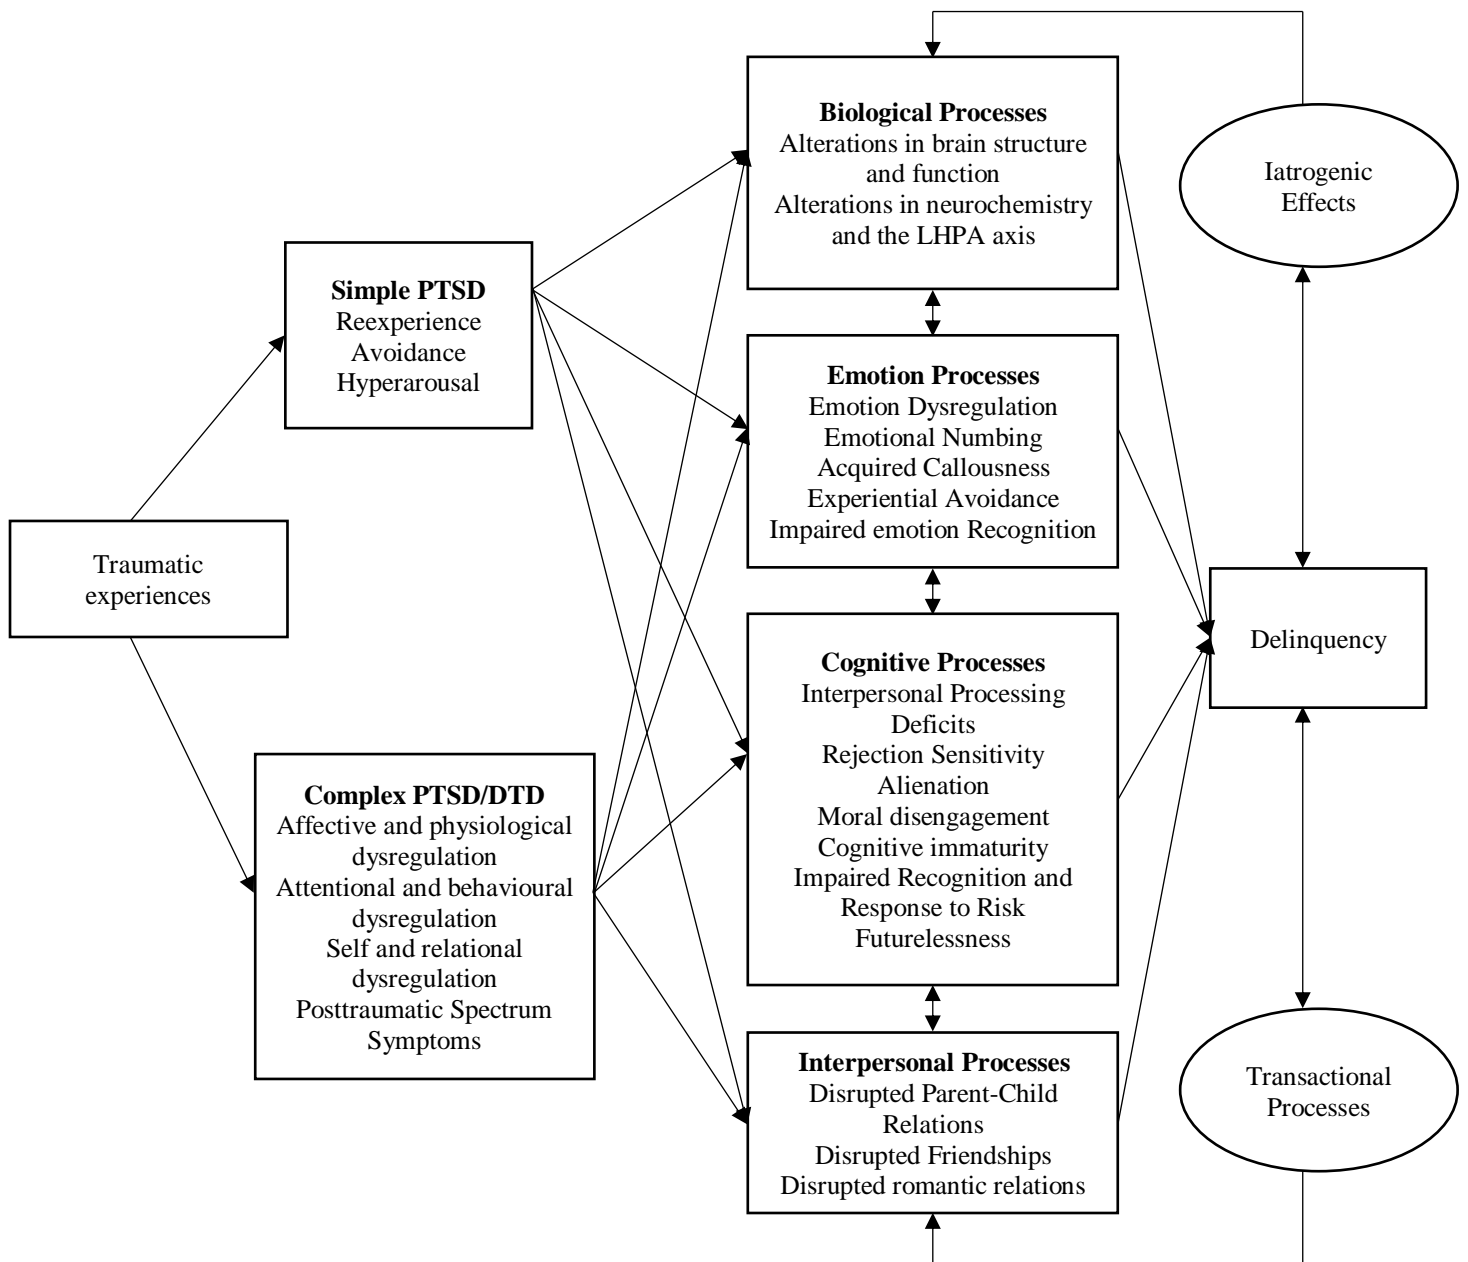 Traumatic
experiences
Simple PTSD
Reexperience
Avoidance
Hyperarousal
Complex PTSD/DTD
Affective and physiological
dysregulation
Attentional and behavioural
dysregulation
Self and relational
dysregulation
Posttraumatic Spectrum
Symptoms
Biological Processes
Alterations in brain structure
and function
Alterations in neurochemistry
and the LHPA axis
Emotion Processes
Emotion Dysregulation
Emotional Numbing
Acquired Callousness
Experiential Avoidance
Impaired emotion Recognition
Cognitive Processes
Interpersonal Processing
Deficits
Rejection Sensitivity
Alienation
Moral disengagement
Cognitive immaturity
Impaired Recognition and
Response to Risk
Futurelessness
Interpersonal Processes
Disrupted Parent-Child
Relations
Disrupted Friendships
Disrupted romantic relations
Iatrogenic
Effects
Delinquency
Transactional
Processes